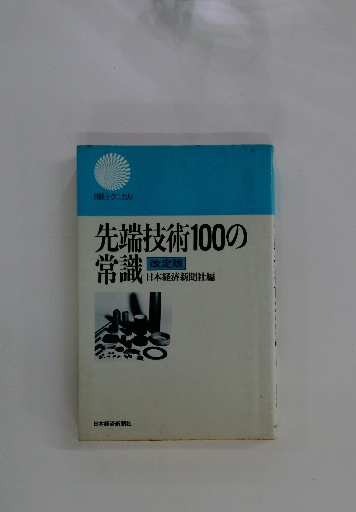 日経テクニカル
先端技術100の
常識 改定版
日本経済新聞社編
日本経済新聞社